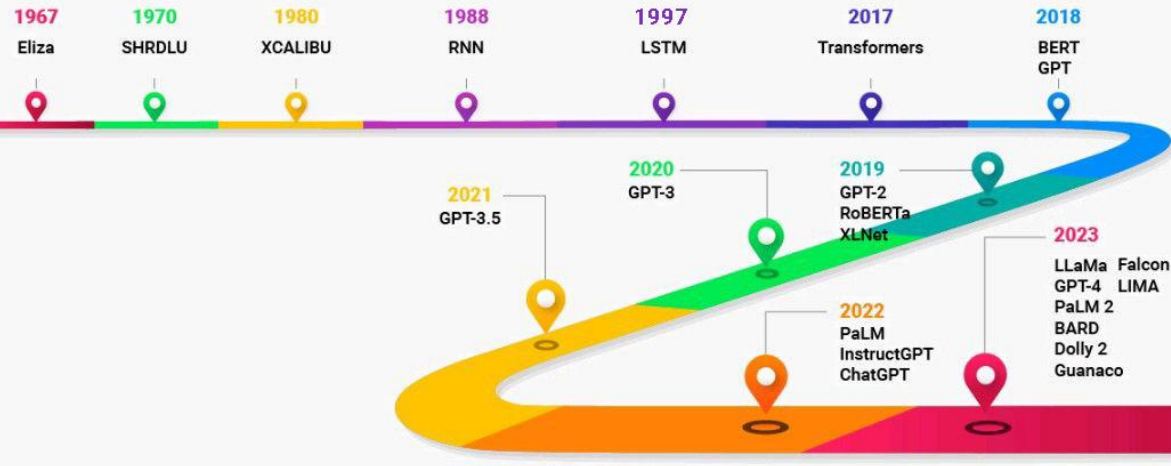 1967
Eliza
1970
SHRDLU
1980
XCALIBU
1988
RNN
1997
LSTM
2017
Transformers
2018
BERT
GPT
2019
GPT-2
RoBERTa
XLNet
2020
GPT-3
2021
GPT-3.5
2022
PaLM
InstructGPT
ChatGPT
2023
LLaMa Falcon
GPT-4 LIMA
PaLM 2
BARD
Dolly 2
Guanaco